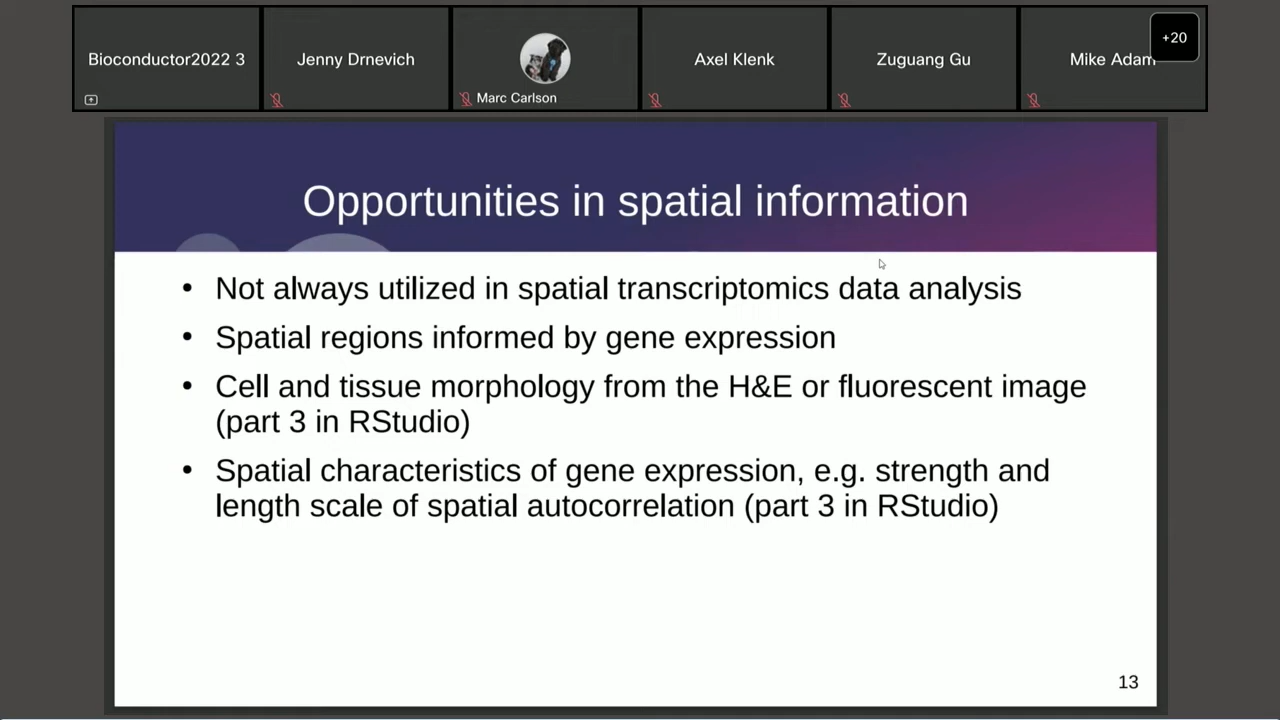 Bioconductor2022 3
Jenny Drnevich
Marc Carlson
Axel Klenk
Zuguang Gu
Mike Adam
+20
Opportunities in spatial information
• Not always utilized in spatial transcriptomics data analysis
• Spatial regions informed by gene expression
• Cell and tissue morphology from the H&E or fluorescent image
(part 3 in RStudio)
• Spatial characteristics of gene expression, e.g. strength and
length scale of spatial autocorrelation (part 3 in RStudio)
13